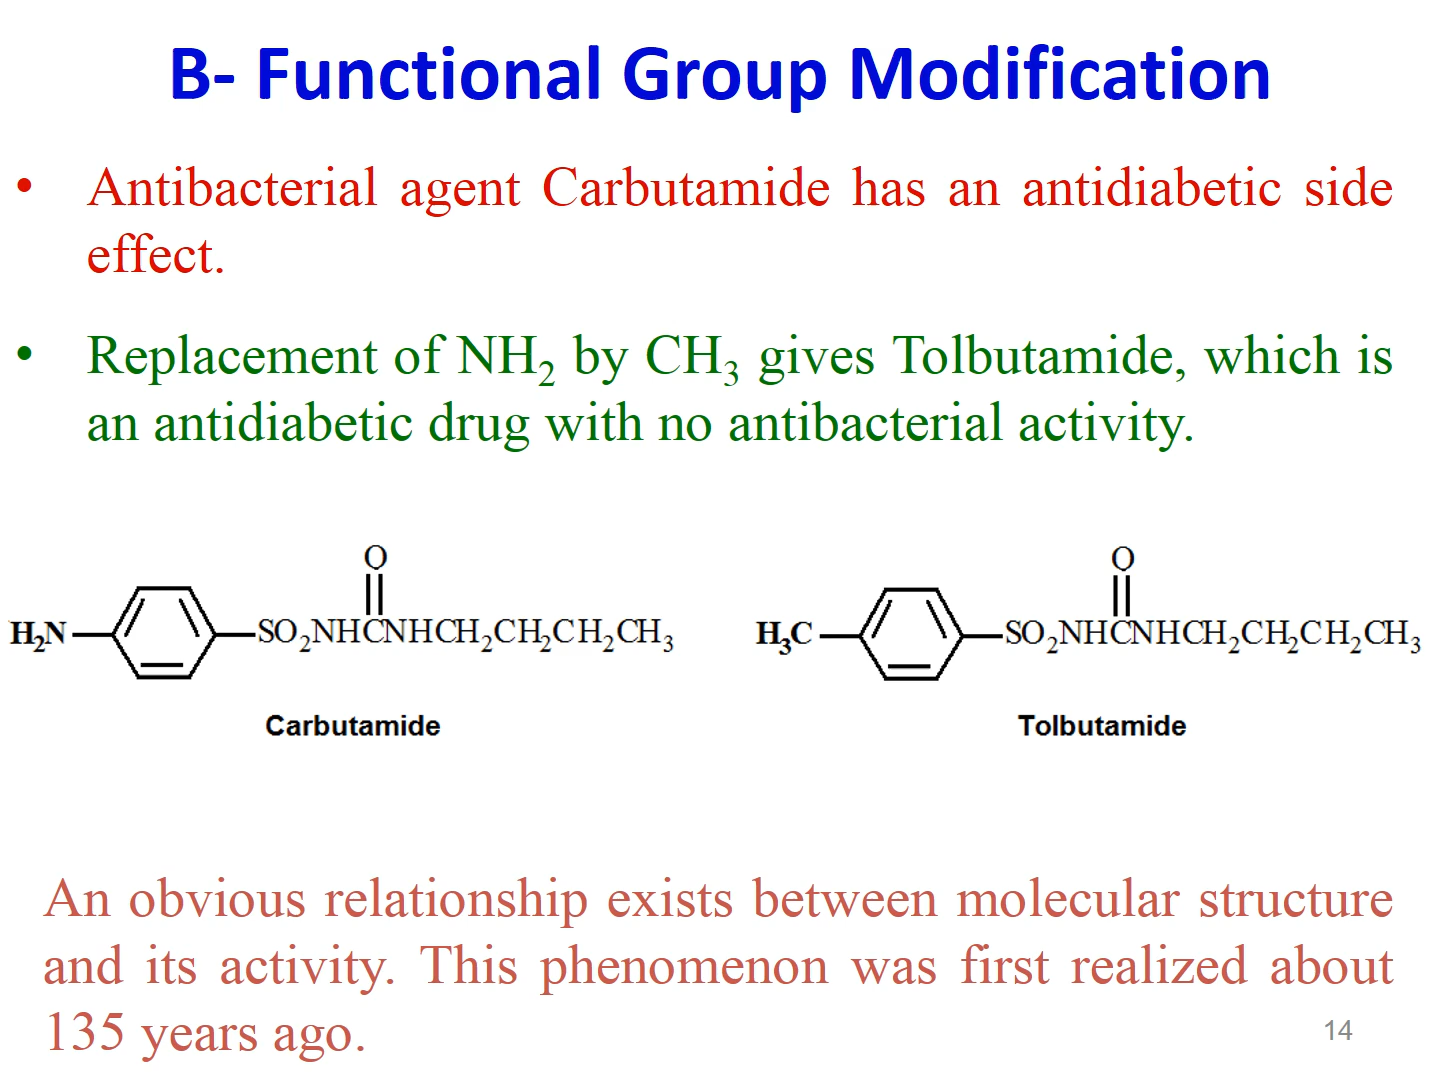 B- Functional Group Modification
• Antibacterial agent Carbutamide has an antidiabetic side
effect.
• Replacement of NH₂ by CH₃ gives Tolbutamide, which is
an antidiabetic drug with no antibacterial activity.
O
H₂N SO₂NHCNHCH₂CH₂CH₂CH₃
Carbutamide
O
H₃C SO₂NHCNHCH₂CH₂CH₂CH₃
Tolbutamide
An obvious relationship exists between molecular structure
and its activity. This phenomenon was first realized about
135 years ago.
14